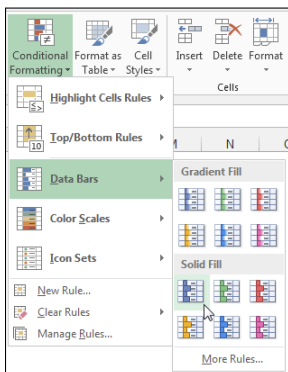 Conditional Format as Cell Insert Delete Format
Formatting Table Styles
Cells
Highlight Cells Rules
Top/Bottom Rules
10
N
Data Bars
Gradient Fill
Color Scales
Icon Sets
Solid Fill
New Rule...
Clear Rules
Manage Rules...
More Rules...